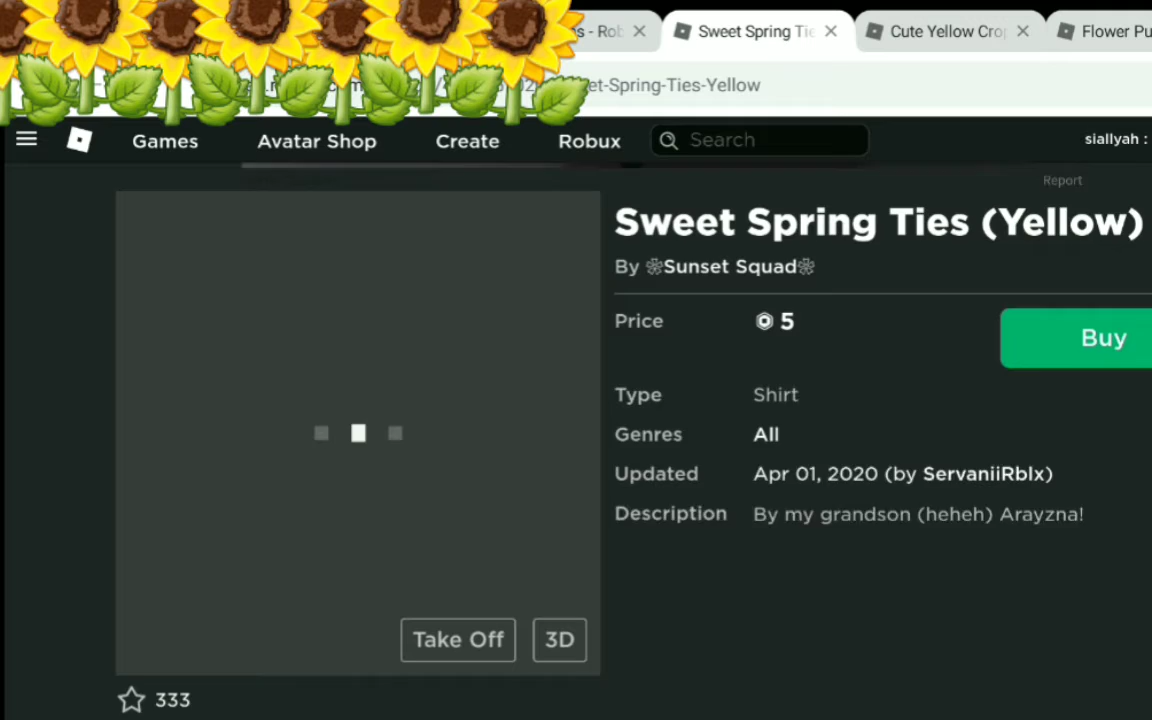 Sweet Spring Tie
Cute Yellow Cro
Flower Pu
et-Spring-Ties-Yellow
Games Avatar Shop Create Robux Search siallyah :
Report
Sweet Spring Ties (Yellow)
By ❀Sunset Squad❀
Price 5
Buy
Type Shirt
Genres All
Updated Apr 01, 2020 (by ServaniiRblx)
Description By my grandson (heheh) Arayzna!
Take Off 3D
333